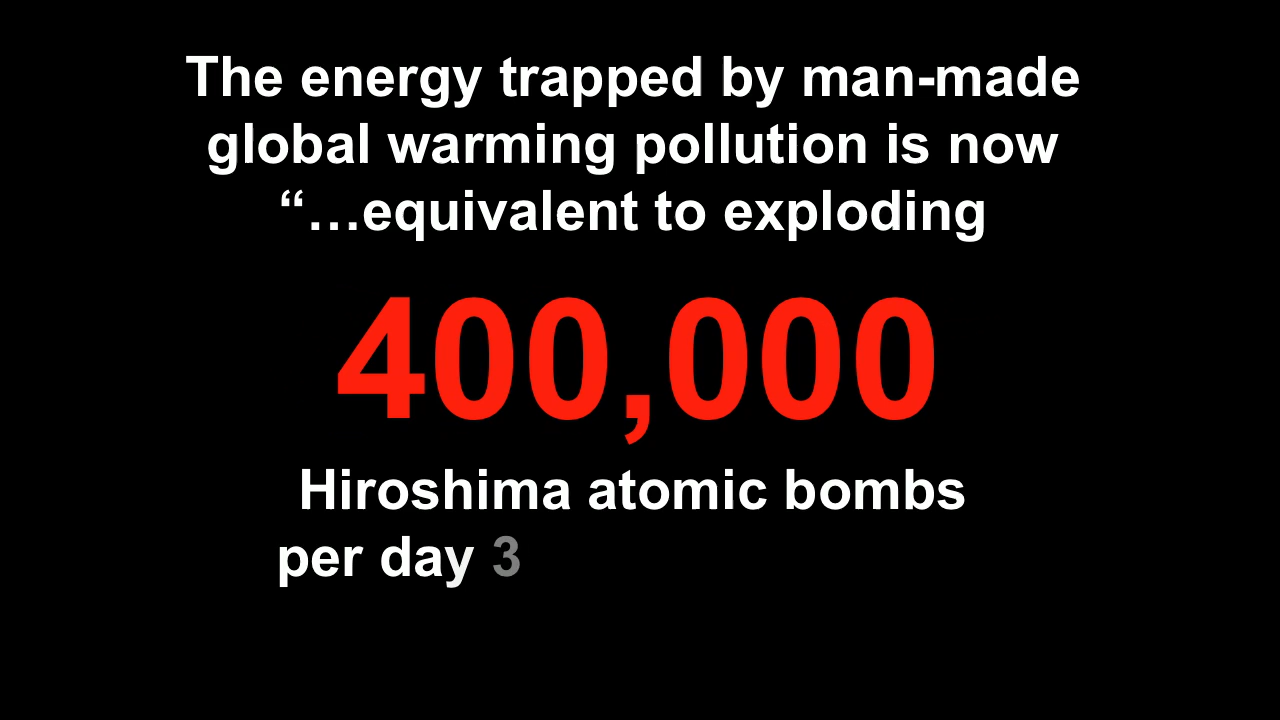 The energy trapped by man-made
global warming pollution is now
“…equivalent to exploding
400,000
Hiroshima atomic bombs
per day 3